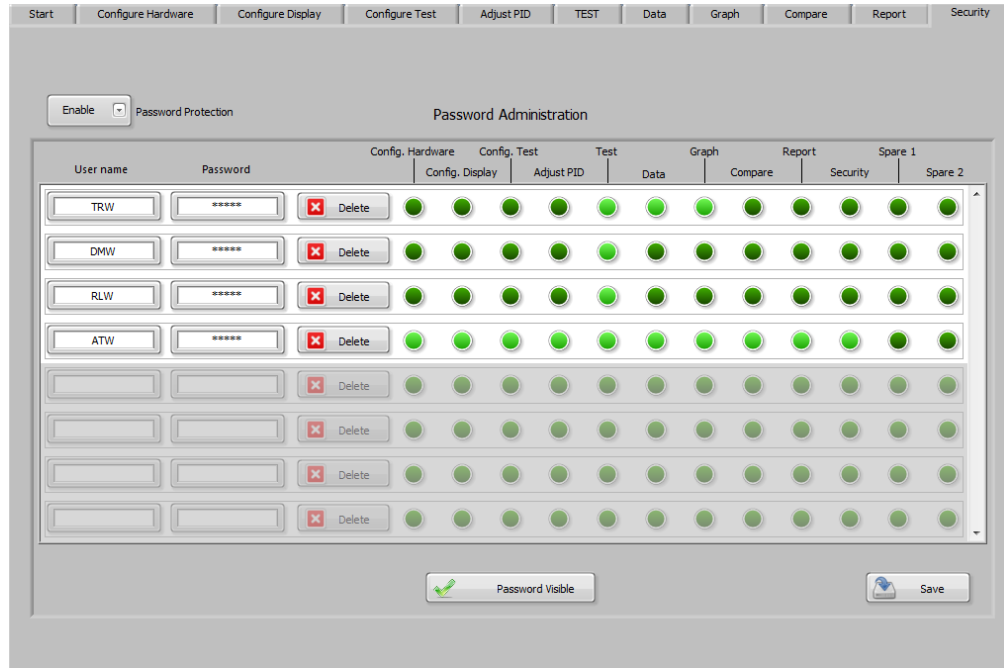 Start Configure Hardware Configure Display Configure Test Adjust PID TEST Data Graph Compare Report Security
Enable Password Protection
Password Administration
Config. Hardware Config. Test Test Graph Report Spare 1
User name Password Config. Display Adjust PID Data Compare Security Spare 2
TRW ***** Delete
DMW ***** Delete
RLW ***** Delete
ATW ***** Delete
Delete
Delete
Delete
Delete
Password Visible Save